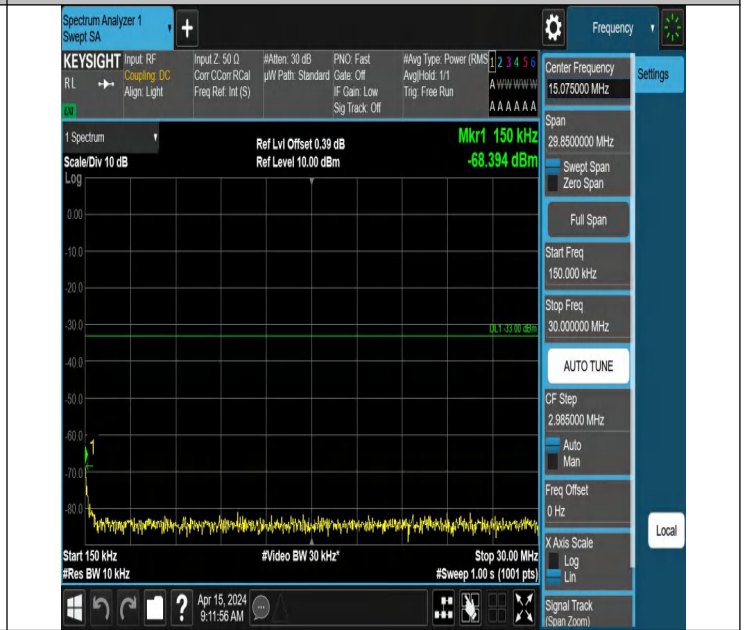 Spectrum Analyzer 1
Swept SA
+
Frequency
KEYSIGHT
RL
Input: RF
Coupling: DC
Align: Light
Input Z: 50 Ω
Corr CCorr RCal
Freq Ref: Int (S)
#Atten: 30 dB
µW Path: Standard
PNO: Fast
Gate: Off
IF Gain: Low
Sig Track: Off
#Avg Type: Power (RMS
Avg|Hold: 1/1
Trig: Free Run
1 2 3 4 5 6
A W W W W W
A A A A A A
1 Spectrum
Scale/Div 10 dB
Ref Lvl Offset 0.39 dB
Ref Level 10.00 dBm
Mkr1 150 kHz
-68.394 dBm
Log
0.00
-10.0
-20.0
-30.0
DL1 -33.00 dBm
-40.0
-50.0
-60.0
1
-70.0
-80.0
Start 150 kHz
#Video BW 30 kHz*
Stop 30.00 MHz
#Res BW 10 kHz
#Sweep 1.00 s (1001 pts)
?
Apr 15, 2024
9:11:56 AM
Center Frequency
15.075000 MHz
Settings
Span
29.8500000 MHz
Swept Span
Zero Span
Full Span
Start Freq
150.000 kHz
Stop Freq
30.000000 MHz
AUTO TUNE
CF Step
2.985000 MHz
Auto
Man
Freq Offset
0 Hz
Local
X Axis Scale
Log
Lin
Signal Track
(Span Zoom)